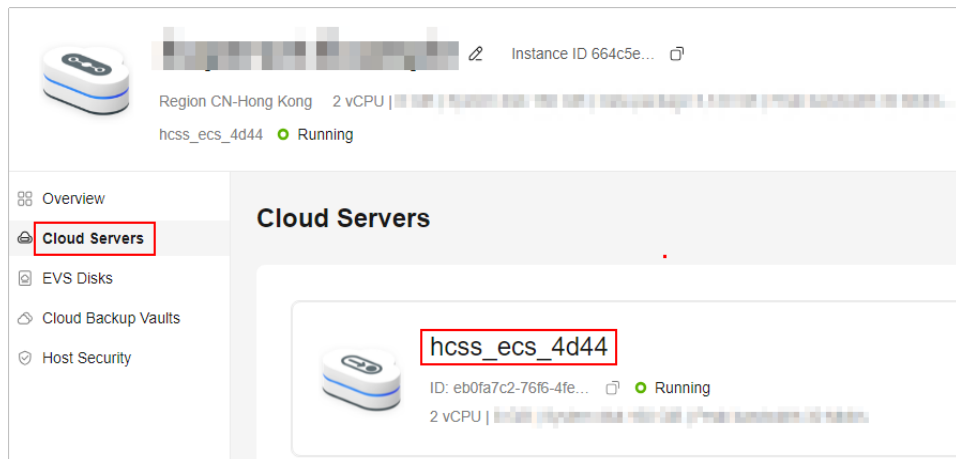 Instance ID 664c5e...
Region CN-Hong Kong 2 vCPU |
hcss_ecs_4d44 Running
Overview
Cloud Servers
EVS Disks
Cloud Backup Vaults
Host Security
Cloud Servers
hcss_ecs_4d44
ID: eb0fa7c2-76f6-4fe... Running
2 vCPU |